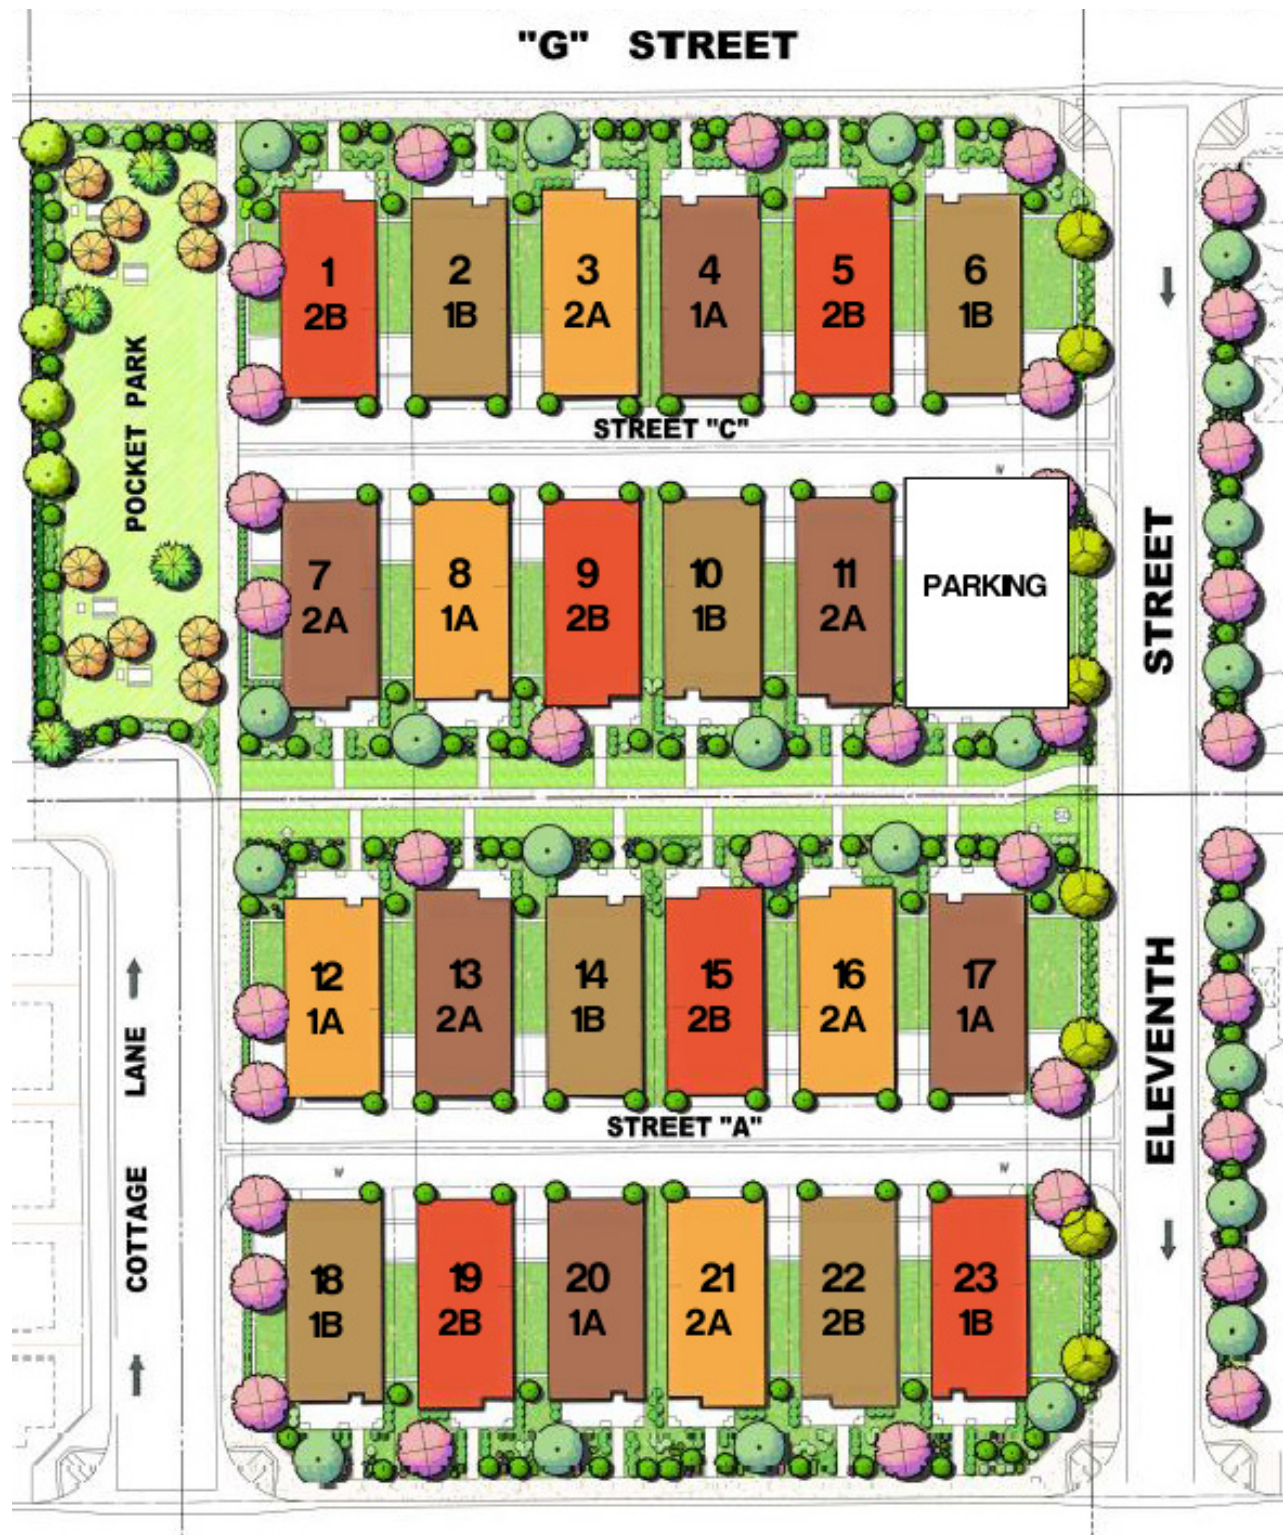 "G" STREET
1
2B
2
1B
3
2A
4
1A
5
2B
6
1B
STREET "C"
POCKET PARK
7
2A
8
1A
9
2B
10
1B
11
2A
PARKING
W
12
1A
13
2A
14
1B
15
2B
16
2A
17
1A
STREET "A"
COTTAGE LANE
ELEVENTH STREET
W
W
18
1B
19
2B
20
1A
21
2A
22
2B
23
1B